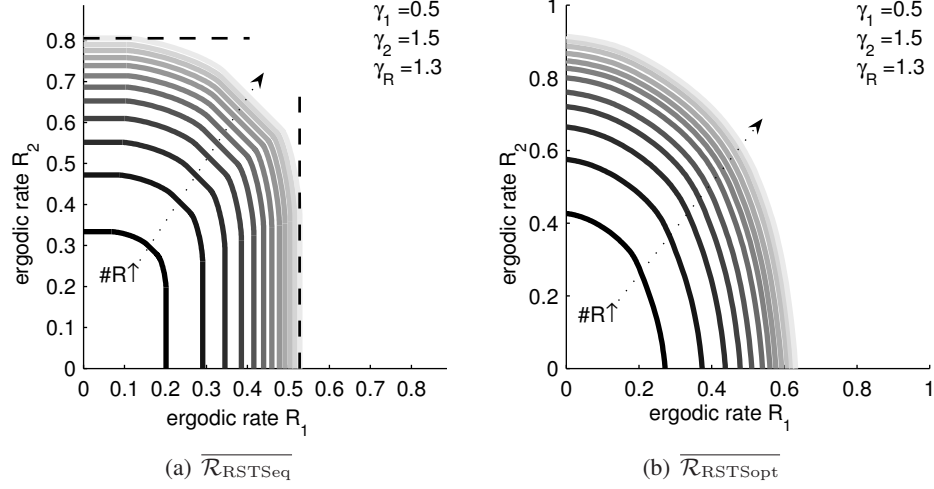 γ1 =0.5
γ2 =1.5
γR =1.3
0.8
0.7
0.6
0.5
0.4
0.3
0.2
0.1
0
ergodic rate R2
#R↑
0 0.1 0.2 0.3 0.4 0.5 0.6 0.7 0.8
ergodic rate R1
(a) RRSTSeq
γ1 =0.5
γ2 =1.5
γR =1.3
1
0.8
0.6
0.4
0.2
0
ergodic rate R2
#R↑
0 0.2 0.4 0.6 0.8 1
ergodic rate R1
(b) RRSTSopt